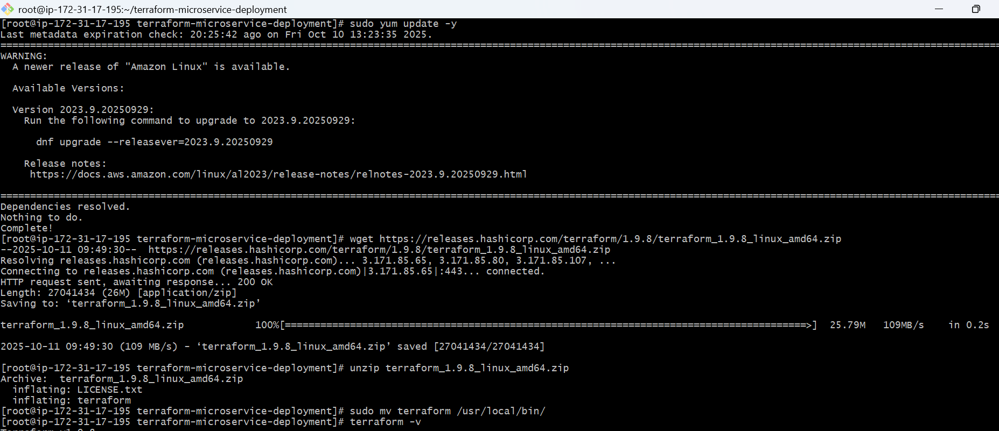 root@ip-172-31-17-195:~/terraform-microservice-deployment
[root@ip-172-31-17-195 terraform-microservice-deployment]# sudo yum update -y
Last metadata expiration check: 20:25:42 ago on Fri Oct 10 13:23:35 2025.
================================================================================
WARNING:
  A newer release of "Amazon Linux" is available.

  Available Versions:

  Version 2023.9.20250929:
    Run the following command to upgrade to 2023.9.20250929:

      dnf upgrade --releasever=2023.9.20250929

    Release notes:
     https://docs.aws.amazon.com/linux/al2023/release-notes/relnotes-2023.9.20250929.html

================================================================================
Dependencies resolved.
Nothing to do.
Complete!
[root@ip-172-31-17-195 terraform-microservice-deployment]# wget https://releases.hashicorp.com/terraform/1.9.8/terraform_1.9.8_linux_amd64.zip
--2025-10-11 09:49:30--  https://releases.hashicorp.com/terraform/1.9.8/terraform_1.9.8_linux_amd64.zip
Resolving releases.hashicorp.com (releases.hashicorp.com)... 3.171.85.65, 3.171.85.80, 3.171.85.107, ...
Connecting to releases.hashicorp.com (releases.hashicorp.com)|3.171.85.65|:443... connected.
HTTP request sent, awaiting response... 200 OK
Length: 27041434 (26M) [application/zip]
Saving to: ‘terraform_1.9.8_linux_amd64.zip’

terraform_1.9.8_linux_amd64.zip            100%[========================================================================================>]  25.79M   109MB/s    in 0.2s

2025-10-11 09:49:30 (109 MB/s) - ‘terraform_1.9.8_linux_amd64.zip’ saved [27041434/27041434]

[root@ip-172-31-17-195 terraform-microservice-deployment]# unzip terraform_1.9.8_linux_amd64.zip
Archive:  terraform_1.9.8_linux_amd64.zip
  inflating: LICENSE.txt
  inflating: terraform
[root@ip-172-31-17-195 terraform-microservice-deployment]# sudo mv terraform /usr/local/bin/
[root@ip-172-31-17-195 terraform-microservice-deployment]# terraform -v
Terraform v1.9.8